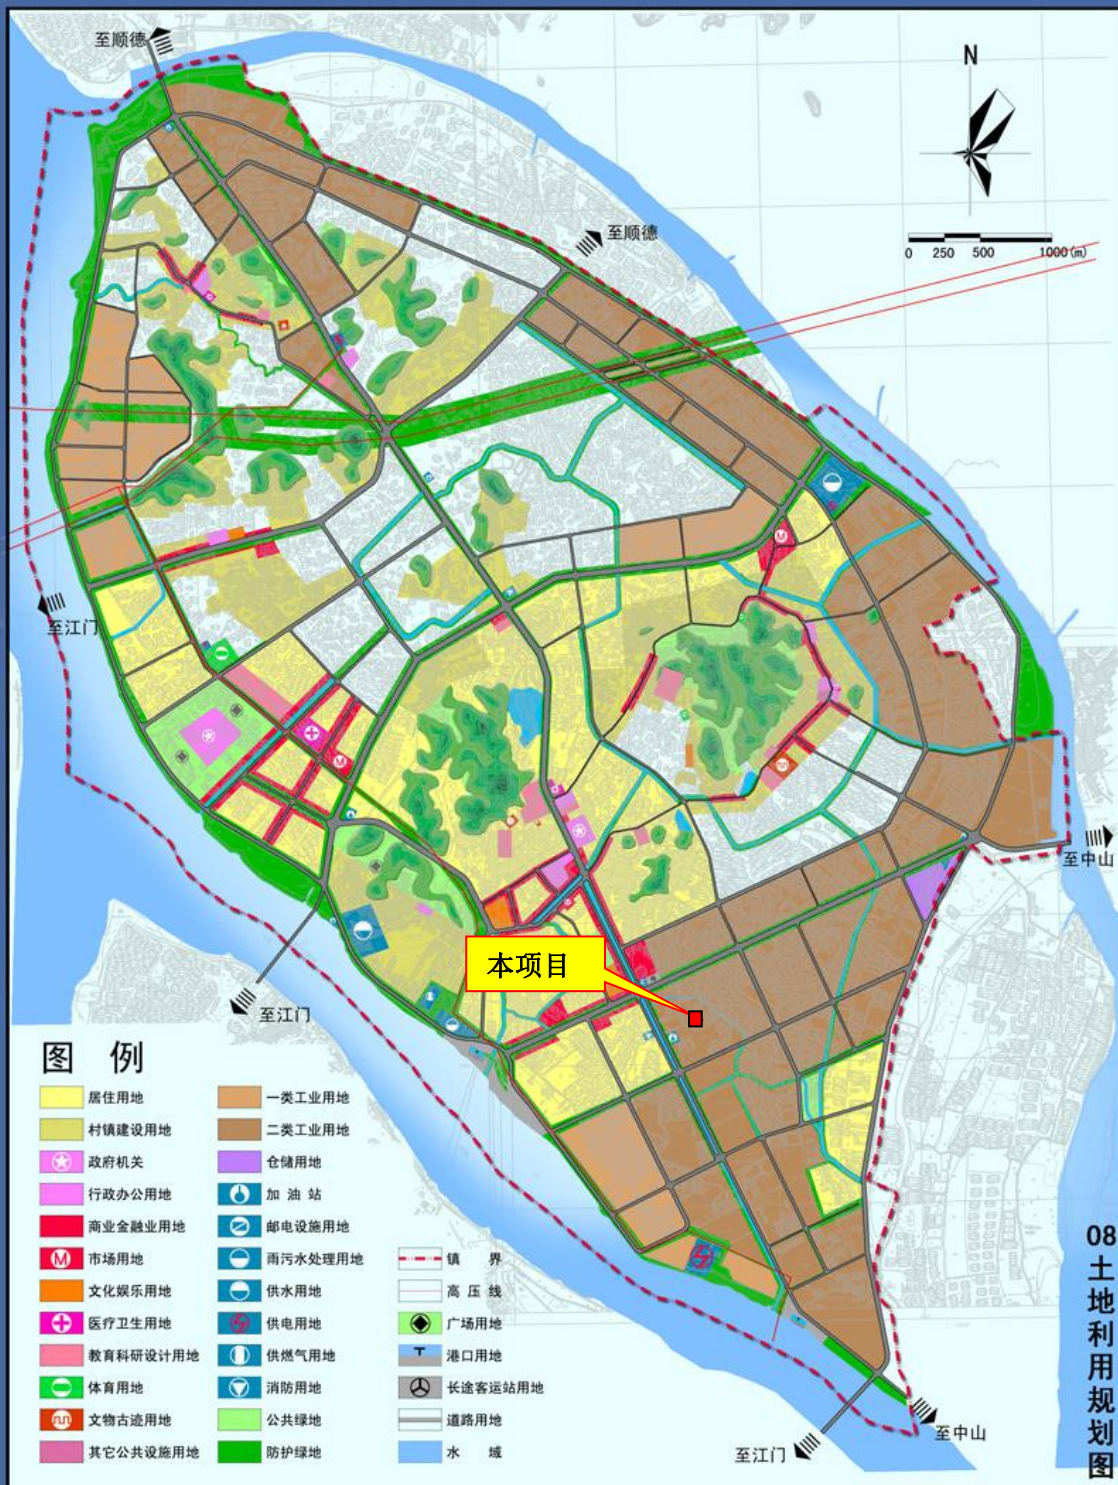 至顺德
N
至顺德
0 250 500 1000(m)
至江门
至中山
本项目
至江门
图 例
居住用地
村镇建设用地
政府机关
行政办公用地
商业金融业用地
M 市场用地
文化娱乐用地
医疗卫生用地
教育科研设计用地
体育用地
文物古迹用地
其它公共设施用地
一类工业用地
二类工业用地
仓储用地
加 油 站
邮电设施用地
雨污水处理用地
供水用地
供电用地
供燃气用地
消防用地
公共绿地
防护绿地
镇 界
高 压 线
广场用地
港口用地
长途客运站用地
道路用地
水 域
至江门
至中山
08土地利用规划图
M
M